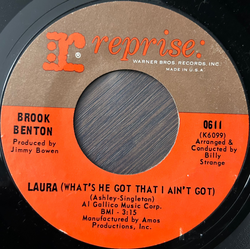 r reprise:
WARNER BROS. RECORDS, INC.
MADE IN U.S.A.
BROOK
BENTON
Produced by
Jimmy Bowen
0611
(K6099)
Arranged &
Conducted by
Billy
Strange
LAURA (WHAT'S HE GOT THAT I AIN'T GOT)
(Ashley-Singleton)
Al Gallico Music Corp.
BMI - 3:15
Manufactured by Amos
Productions, Inc.